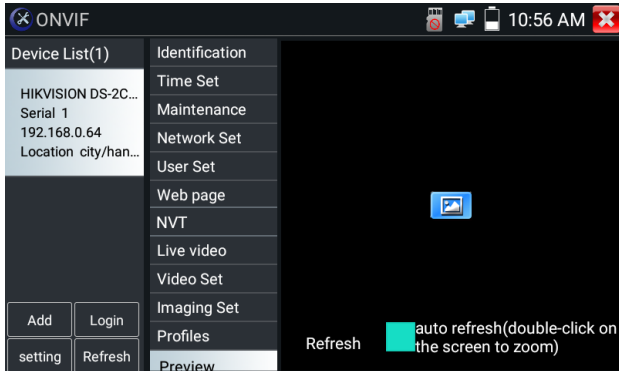 ONVIF
10:56 AM
Device List(1)
HIKVISION DS-2C...
Serial 1
192.168.0.64
Location city/han...
Add
Login
setting
Refresh
Identification
Time Set
Maintenance
Network Set
User Set
Web page
NVT
Live video
Video Set
Imaging Set
Profiles
Preview
Refresh
auto refresh(double-click on
the screen to zoom)